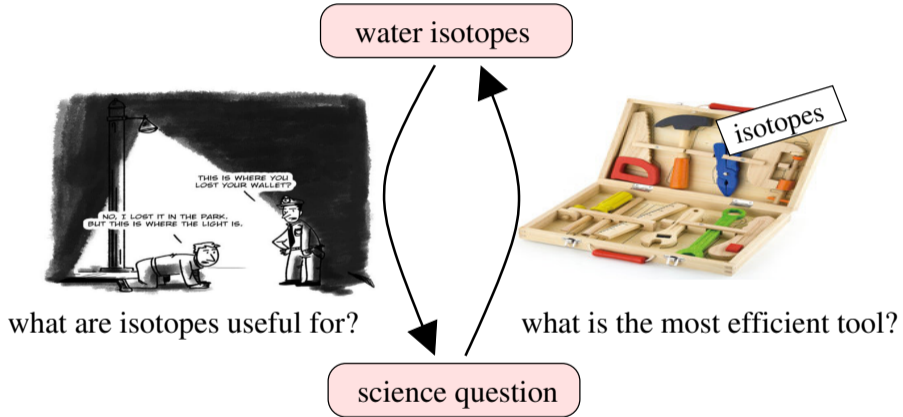 water isotopes
isotopes
THIS IS WHERE YOU
LOST YOUR WALLET?
NO, I LOST IT IN THE PARK.
BUT THIS IS WHERE THE LIGHT IS.
what are isotopes useful for?
what is the most efficient tool?
science question